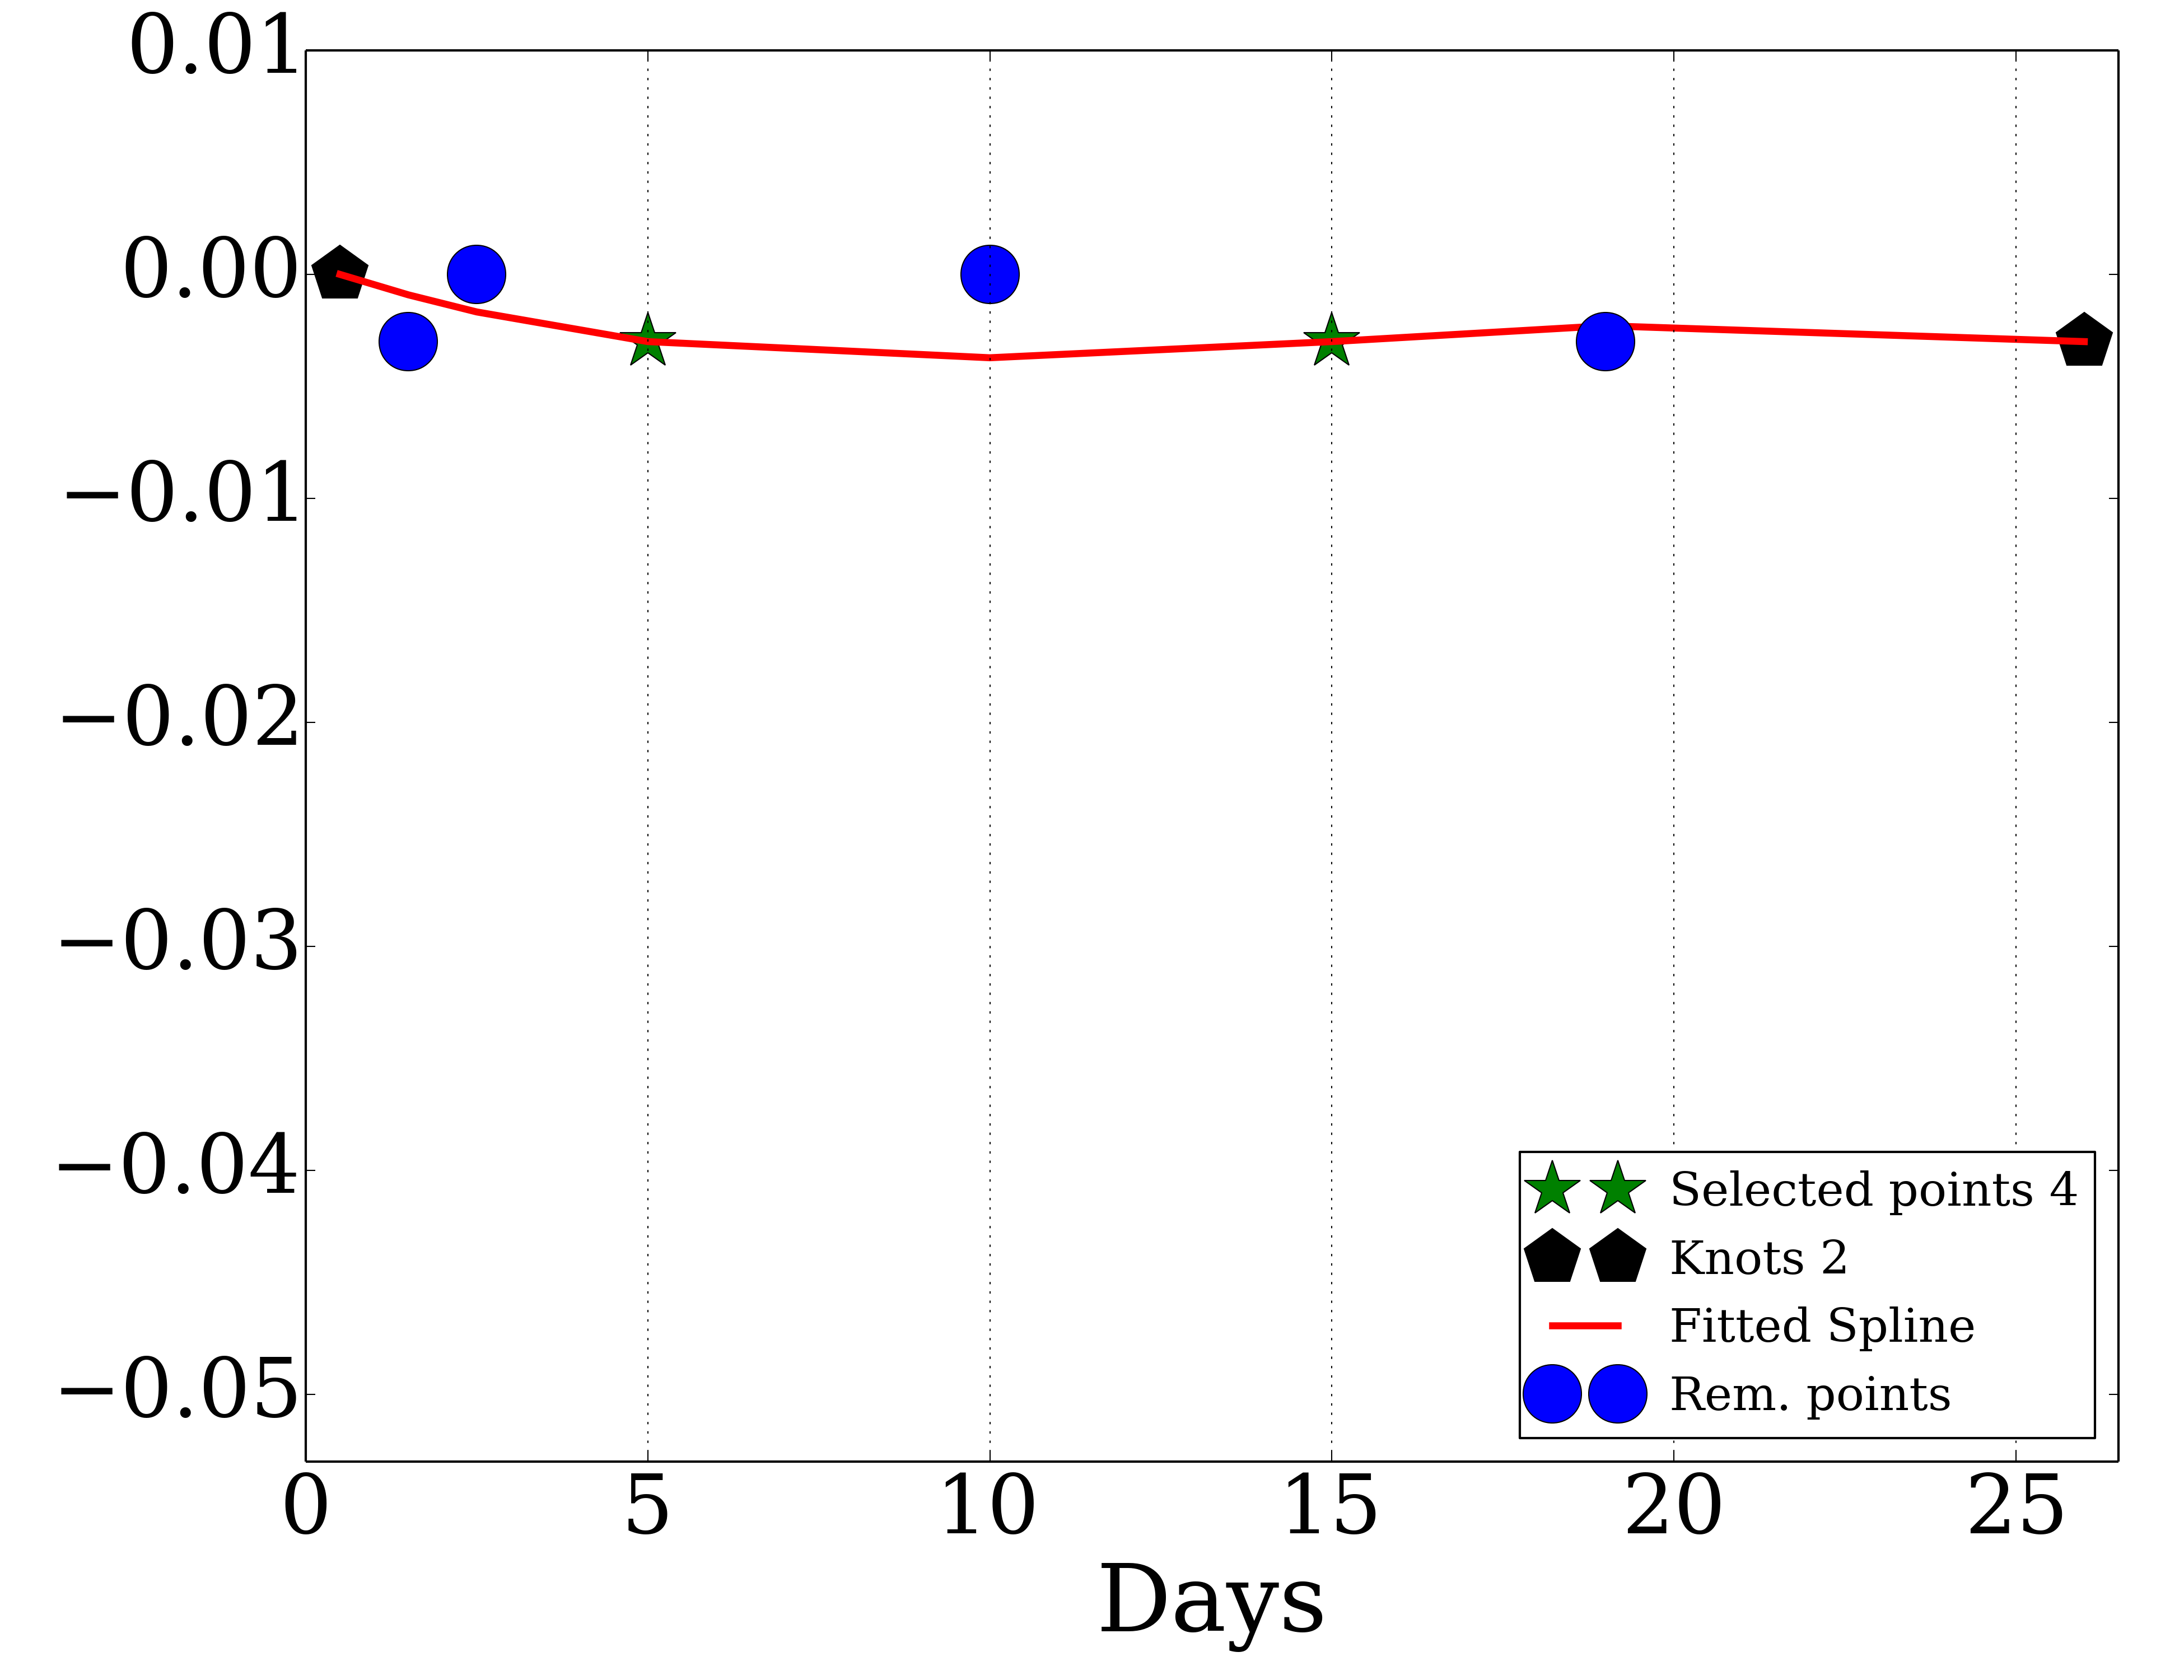 0.01
0.00
−0.01
−0.02
−0.03
−0.04
−0.05
Selected points 4
Knots 2
Fitted Spline
Rem. points
0 5 10 15 20 25
Days